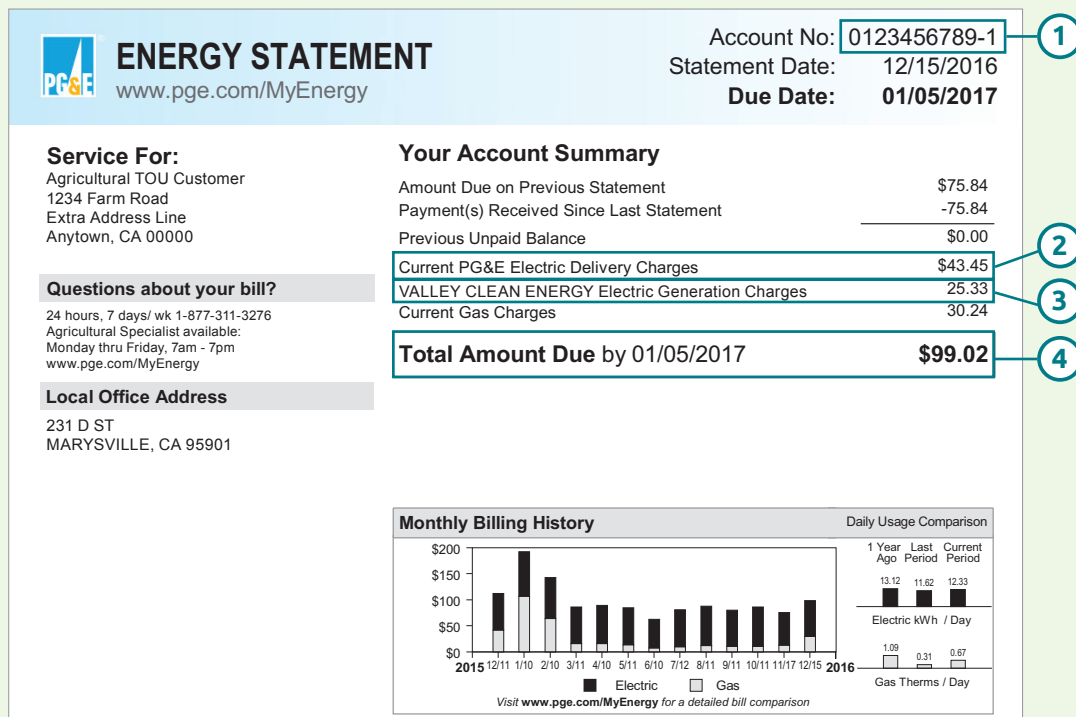 PG&E
ENERGY STATEMENT
www.pge.com/MyEnergy
Account No: 0123456789-1
Statement Date: 12/15/2016
Due Date: 01/05/2017
1
Service For:
Agricultural TOU Customer
1234 Farm Road
Extra Address Line
Anytown, CA 00000
Questions about your bill?
24 hours, 7 days/ wk 1-877-311-3276
Agricultural Specialist available:
Monday thru Friday, 7am - 7pm
www.pge.com/MyEnergy
Local Office Address
231 D ST
MARYSVILLE, CA 95901
Your Account Summary
Amount Due on Previous Statement $75.84
Payment(s) Received Since Last Statement -75.84
Previous Unpaid Balance $0.00
Current PG&E Electric Delivery Charges $43.45
2
VALLEY CLEAN ENERGY Electric Generation Charges 25.33
3
Current Gas Charges 30.24
Total Amount Due by 01/05/2017 $99.02
4
Monthly Billing History
$200
$150
$100
$50
$0
2015 12/11 1/10 2/10 3/11 4/10 5/11 6/10 7/12 8/11 9/11 10/11 11/17 12/15 2016
Electric Gas
Visit www.pge.com/MyEnergy for a detailed bill comparison
Daily Usage Comparison
1 Year Last Current
Ago Period Period
13.12 11.62 12.33
Electric kWh / Day
1.09 0.31 0.67
Gas Therms / Day